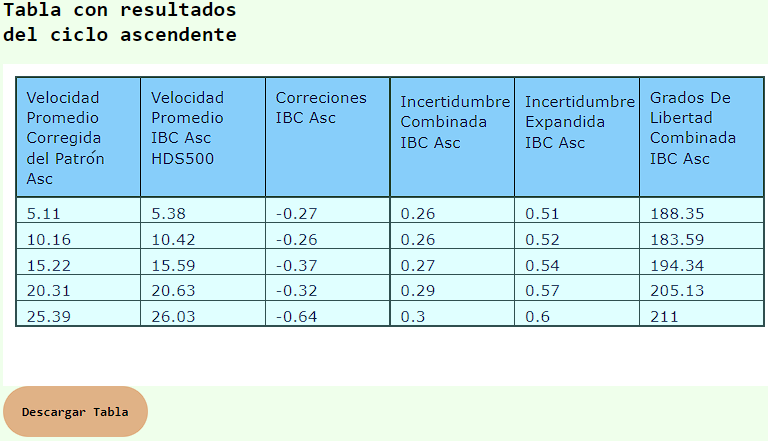 Tabla con resultados
del ciclo ascendente
Velocidad Promedio Corregida del Patrón Asc | Velocidad Promedio IBC Asc HDS500 | Correciones IBC Asc | Incertidumbre Combinada IBC Asc | Incertidumbre Expandida IBC Asc | Grados De Libertad Combinada IBC Asc
5.11 | 5.38 | -0.27 | 0.26 | 0.51 | 188.35
10.16 | 10.42 | -0.26 | 0.26 | 0.52 | 183.59
15.22 | 15.59 | -0.37 | 0.27 | 0.54 | 194.34
20.31 | 20.63 | -0.32 | 0.29 | 0.57 | 205.13
25.39 | 26.03 | -0.64 | 0.3 | 0.6 | 211
Descargar Tabla